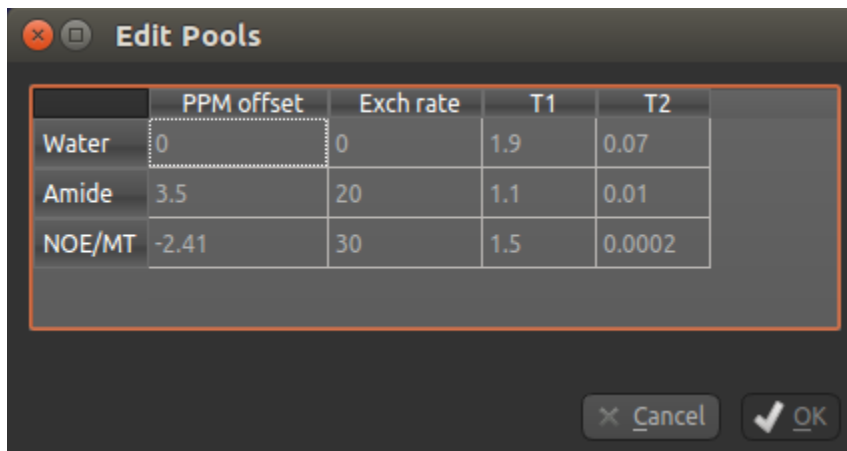 Edit Pools
PPM offset Exch rate T1 T2
Water 0 0 1.9 0.07
Amide 3.5 20 1.1 0.01
NOE/MT -2.41 30 1.5 0.0002
Cancel OK